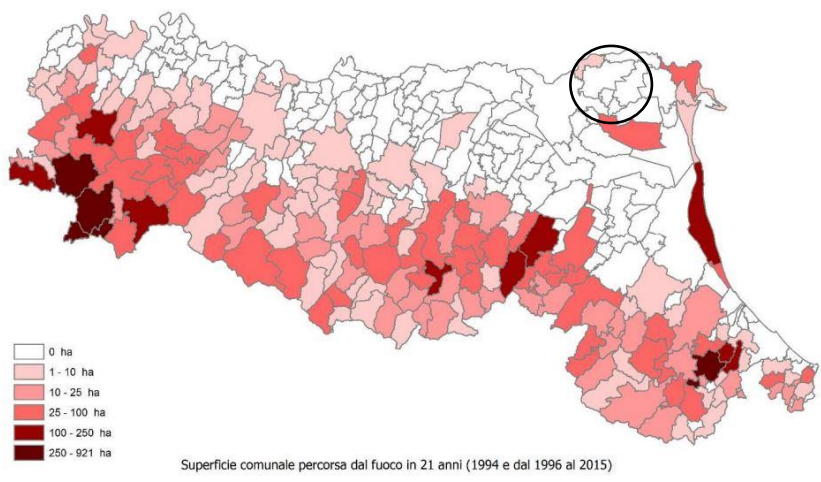 0 ha
1 - 10 ha
10 - 25 ha
25 - 100 ha
100 - 250 ha
250 - 921 ha
Superficie comunale percorsa dal fuoco in 21 anni (1994 e dal 1996 al 2015)